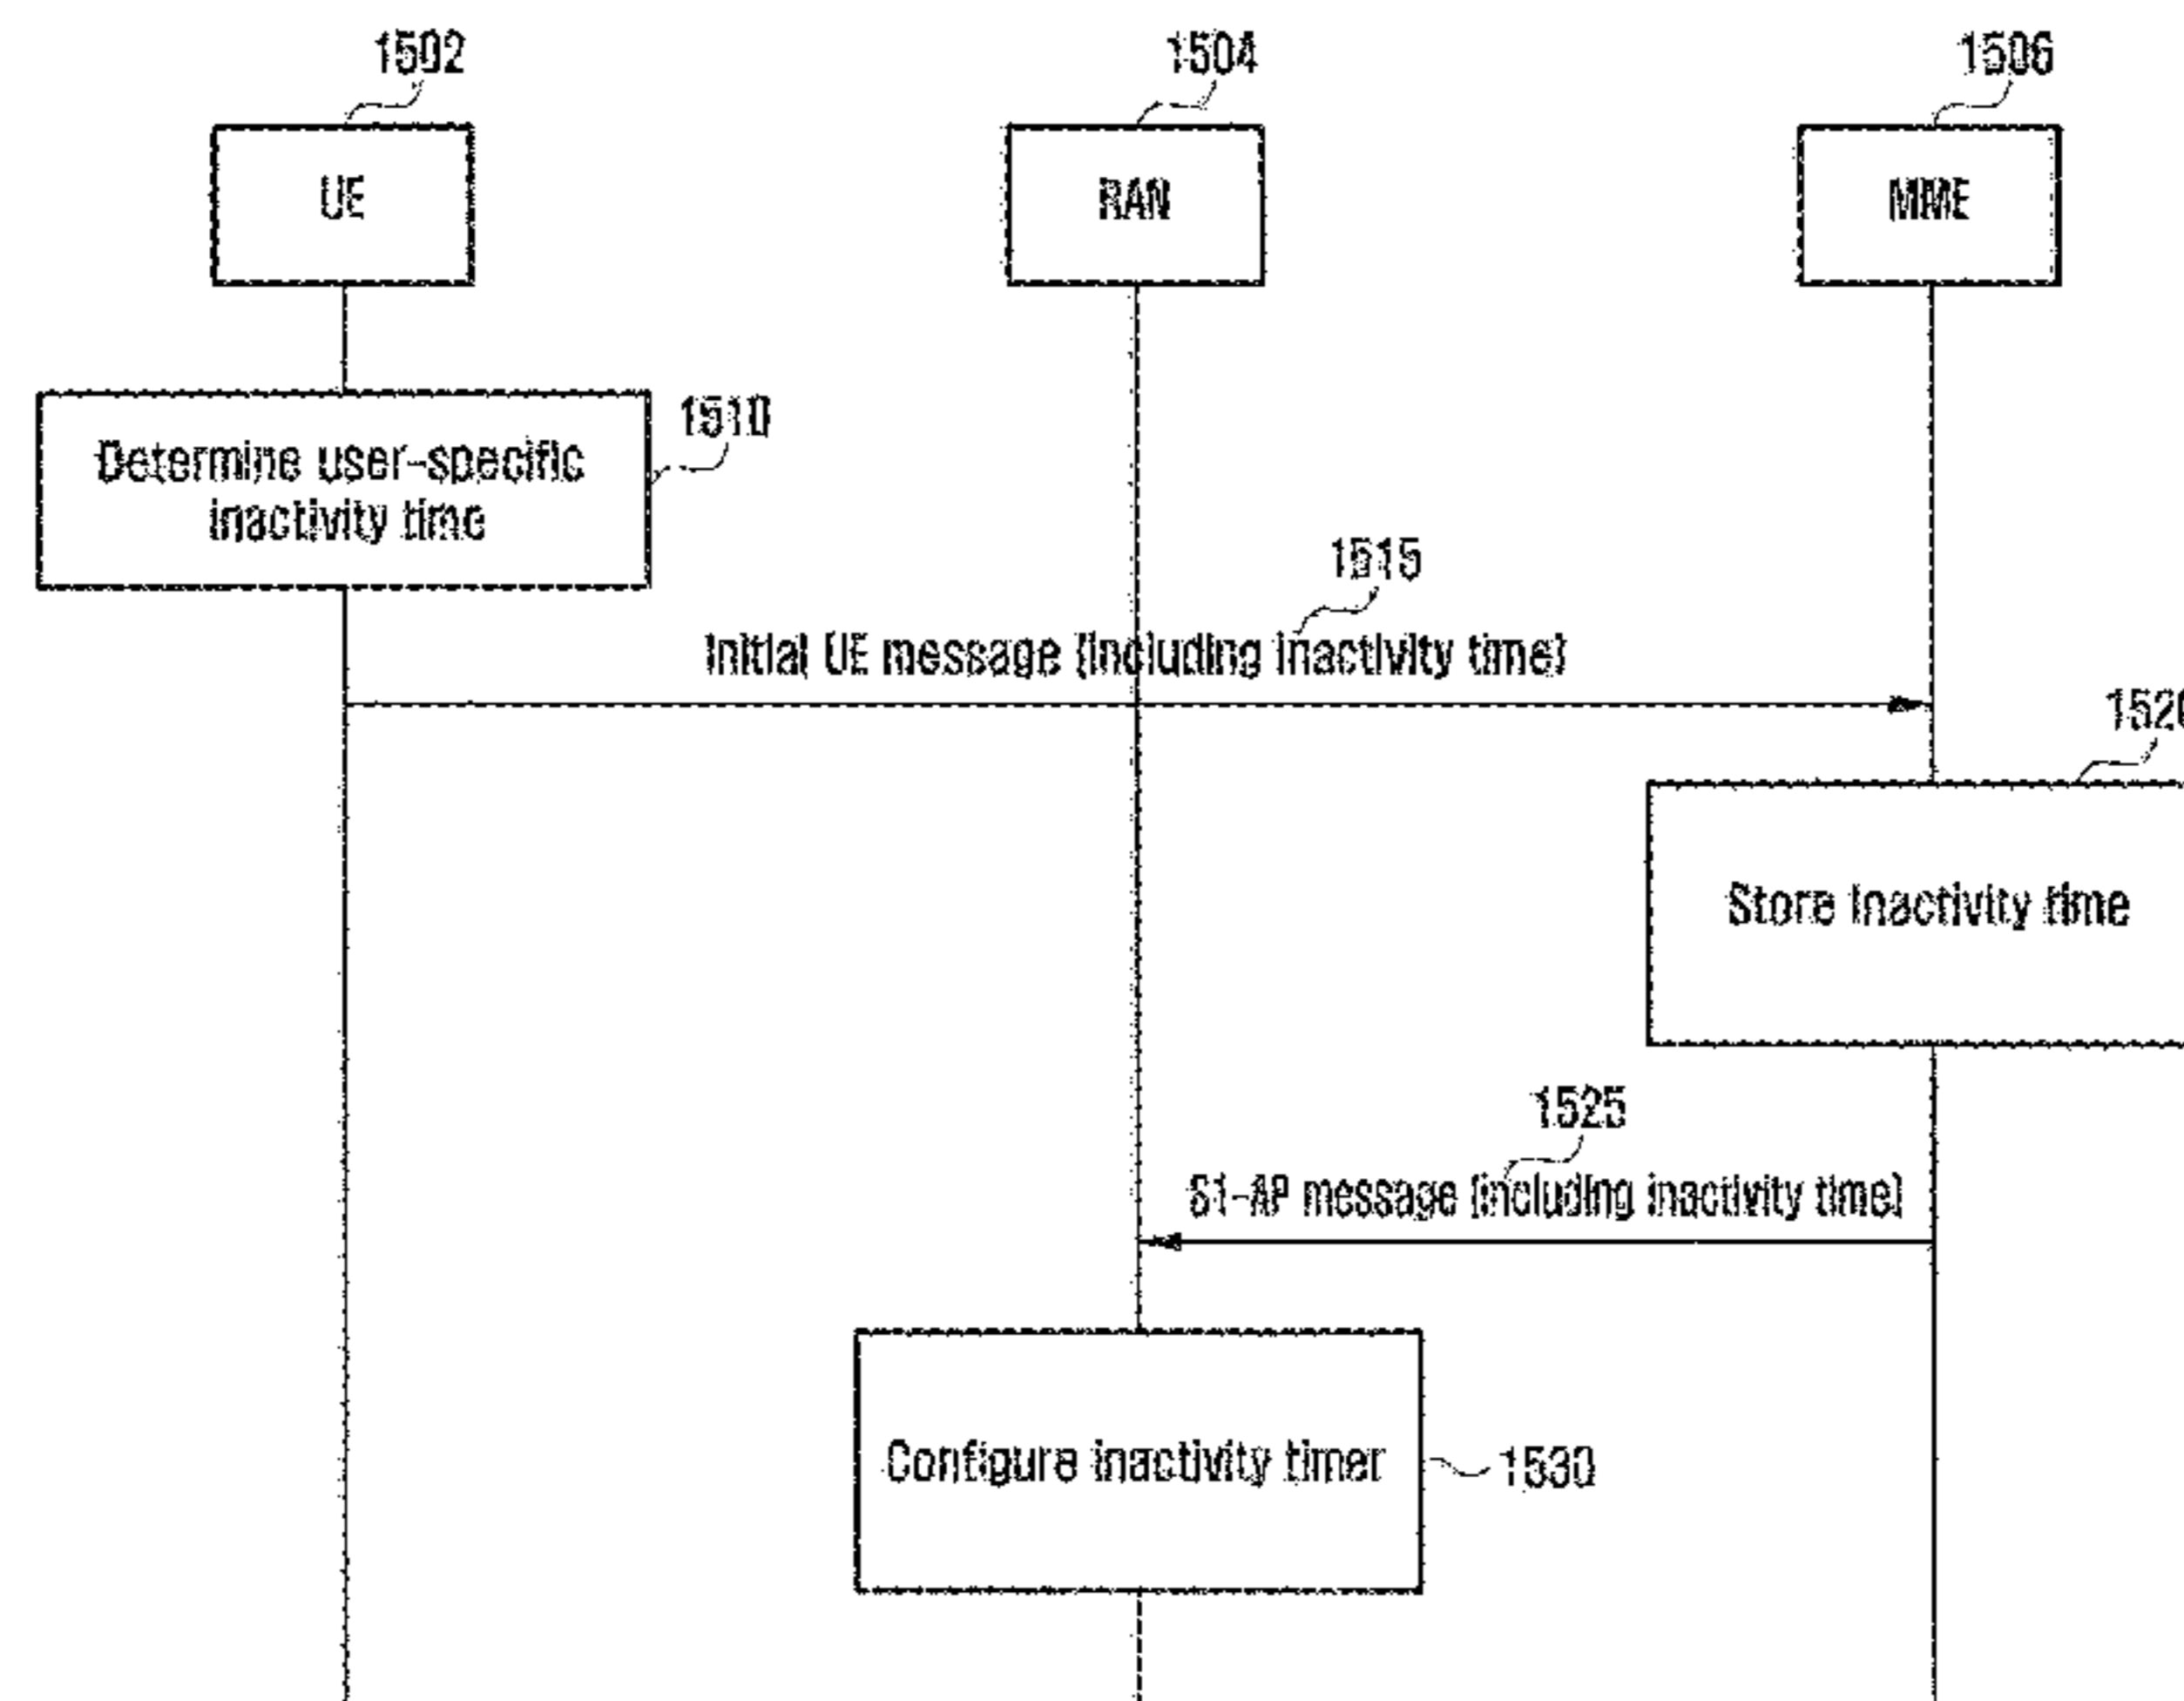 1502
1504
1506
UE
RAN
MME
1510
Determine user-specific
inactivity time
1515
Initial UE message (including inactivity time)
1520
Store inactivity time
1525
S1-AP message (including inactivity time)
Configure inactivity timer
1530